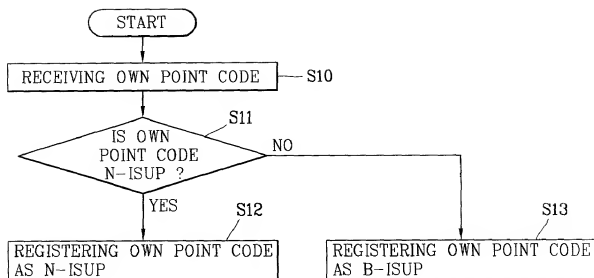 START
RECEIVING OWN POINT CODE
S10
S11
IS OWN
POINT CODE
N-ISUP ?
NO
YES
S12
S13
REGISTERING OWN POINT CODE
AS N-ISUP
REGISTERING OWN POINT CODE
AS B-ISUP